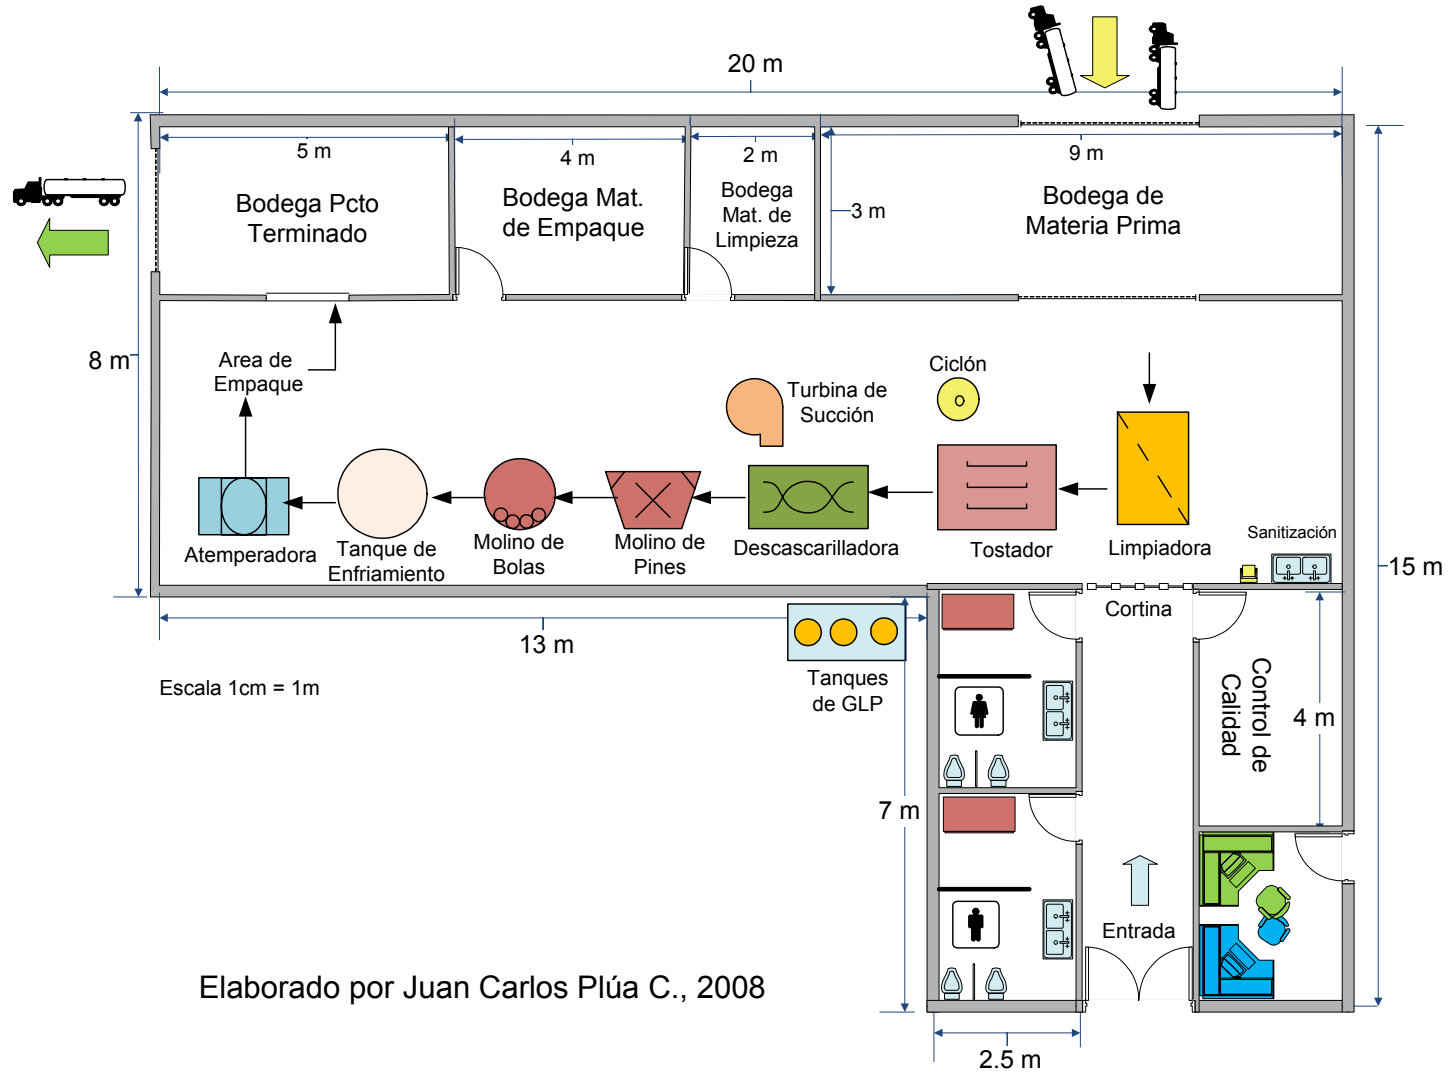 20 m
5 m
4 m
2 m
9 m
Bodega Pcto
Terminado
Bodega Mat.
de Empaque
Bodega
Mat. de
Limpieza
3 m
Bodega de
Materia Prima
8 m
Area de
Empaque
Turbina de
Succión
Ciclón
Atemperadora
Tanque de
Enfriamiento
Molino de
Bolas
Molino de
Pines
Descascarilladora
Tostador
Limpiadora
Sanitización
15 m
13 m
Cortina
Escala 1cm = 1m
Tanques
de GLP
Control de
Calidad
4 m
7 m
Entrada
Elaborado por Juan Carlos Plúa C., 2008
2.5 m